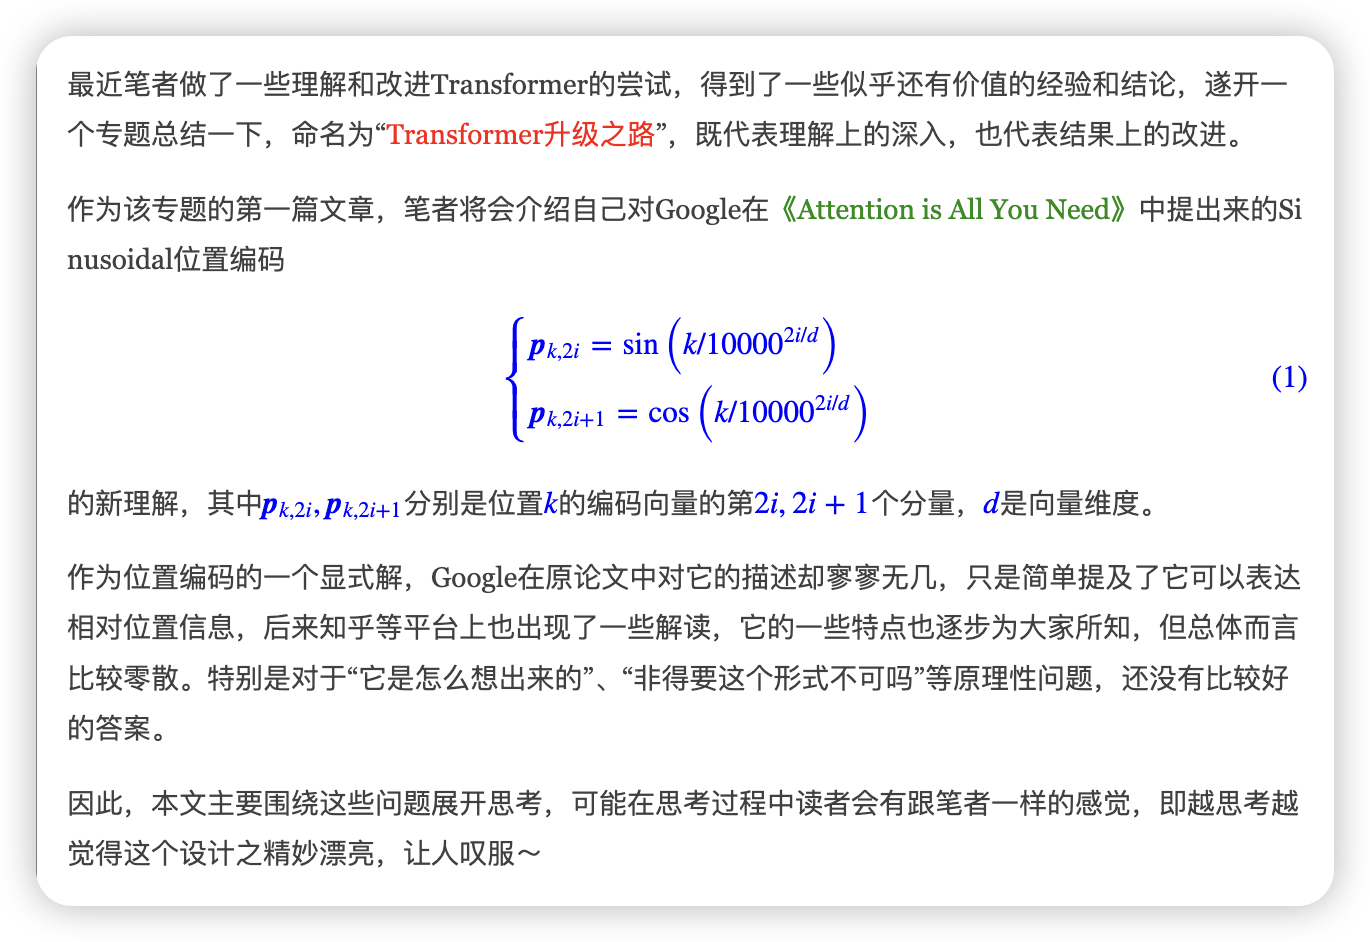 最近笔者做了一些理解和改进Transformer的尝试，得到了一些似乎还有价值的经验和结论，遂开一
个专题总结一下，命名为“Transformer升级之路”，既代表理解上的深入，也代表结果上的改进。
作为该专题的第一篇文章，笔者将会介绍自己对Google在《Attention is All You Need》中提出来的Si
nusoidal位置编码
p_{k,2i} = sin(k/10000^{2i/d})
p_{k,2i+1} = cos(k/10000^{2i/d})
(1)
的新理解，其中p_{k,2i}, p_{k,2i+1}分别是位置k的编码向量的第2i, 2i + 1个分量，d是向量维度。
作为位置编码的一个显式解，Google在原论文中对它的描述却寥寥无几，只是简单提及了它可以表达
相对位置信息，后来知乎等平台上也出现了一些解读，它的一些特点也逐步为大家所知，但总体而言
比较零散。特别是对于“它是怎么想出来的”、“非得要这个形式不可吗”等原理性问题，还没有比较好
的答案。
因此，本文主要围绕这些问题展开思考，可能在思考过程中读者会有跟笔者一样的感觉，即越思考越
觉得这个设计之精妙漂亮，让人叹服～